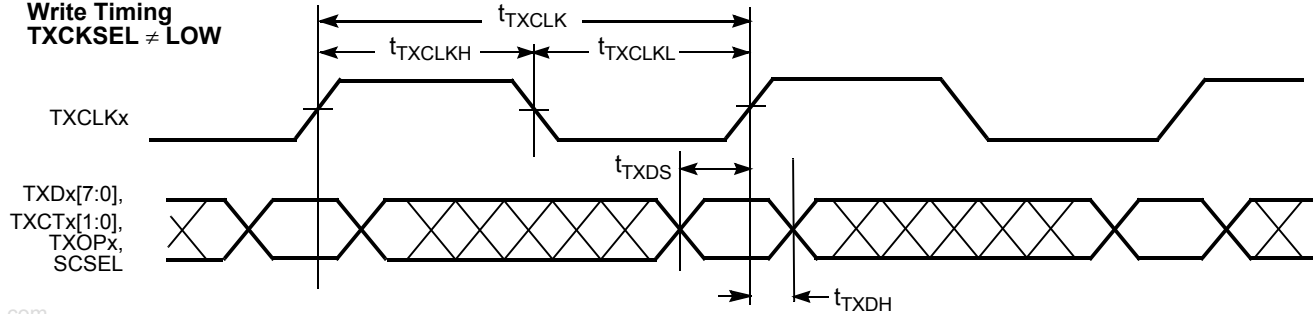 Write Timing
TXCKSEL ≠ LOW
tTXCLK
tTXCLKH
tTXCLKL
TXCLKx
tTXDS
TXDx[7:0],
TXCTx[1:0],
TXOPx,
SCSEL
tTXDH